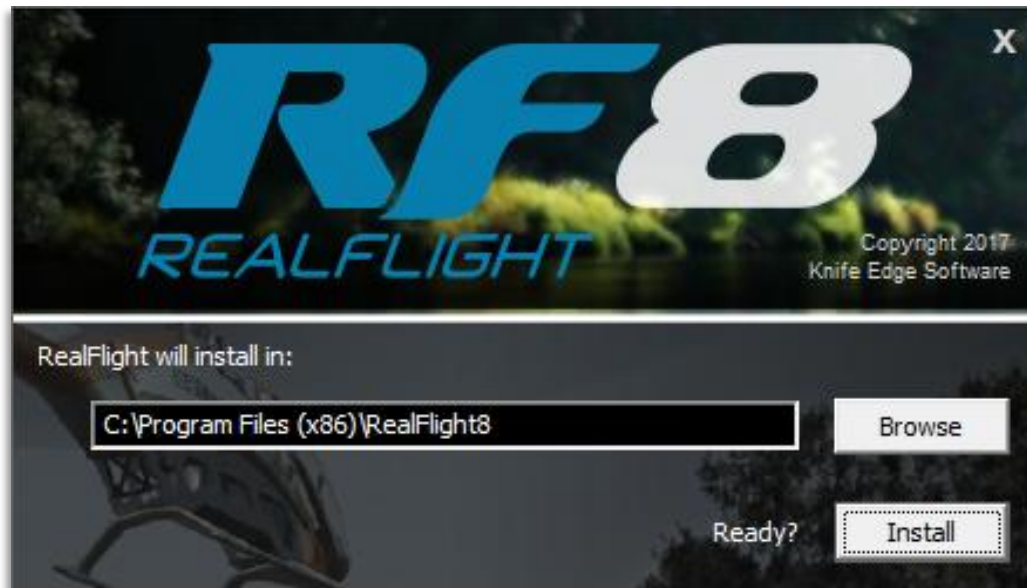 RF8
X
REALFLIGHT
Copyright 2017
Knife Edge Software
RealFlight will install in:
C:\Program Files (x86)\RealFlight8
Browse
Ready?
Install